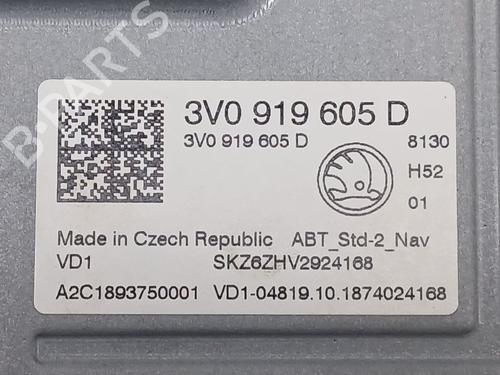 B-PARTS
3V0 919 605 D
3V0 919 605 D
8130
H52
01
Made in Czech Republic ABT_Std-2_Nav
VD1 SKZ6ZHV2924168
A2C1893750001 VD1-04819.10.1874024168